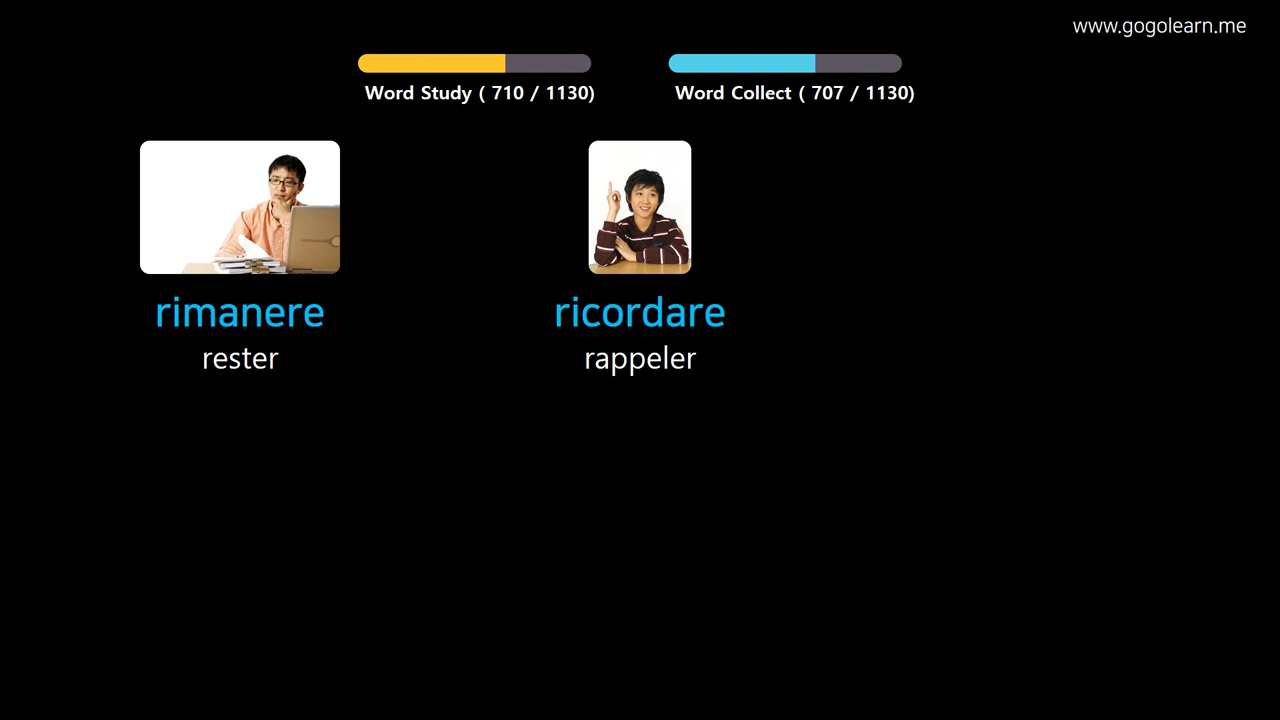 www.gogolearn.me
Word Study ( 710 / 1130)
Word Collect ( 707 / 1130)
rimanere
rester
ricordare
rappeler